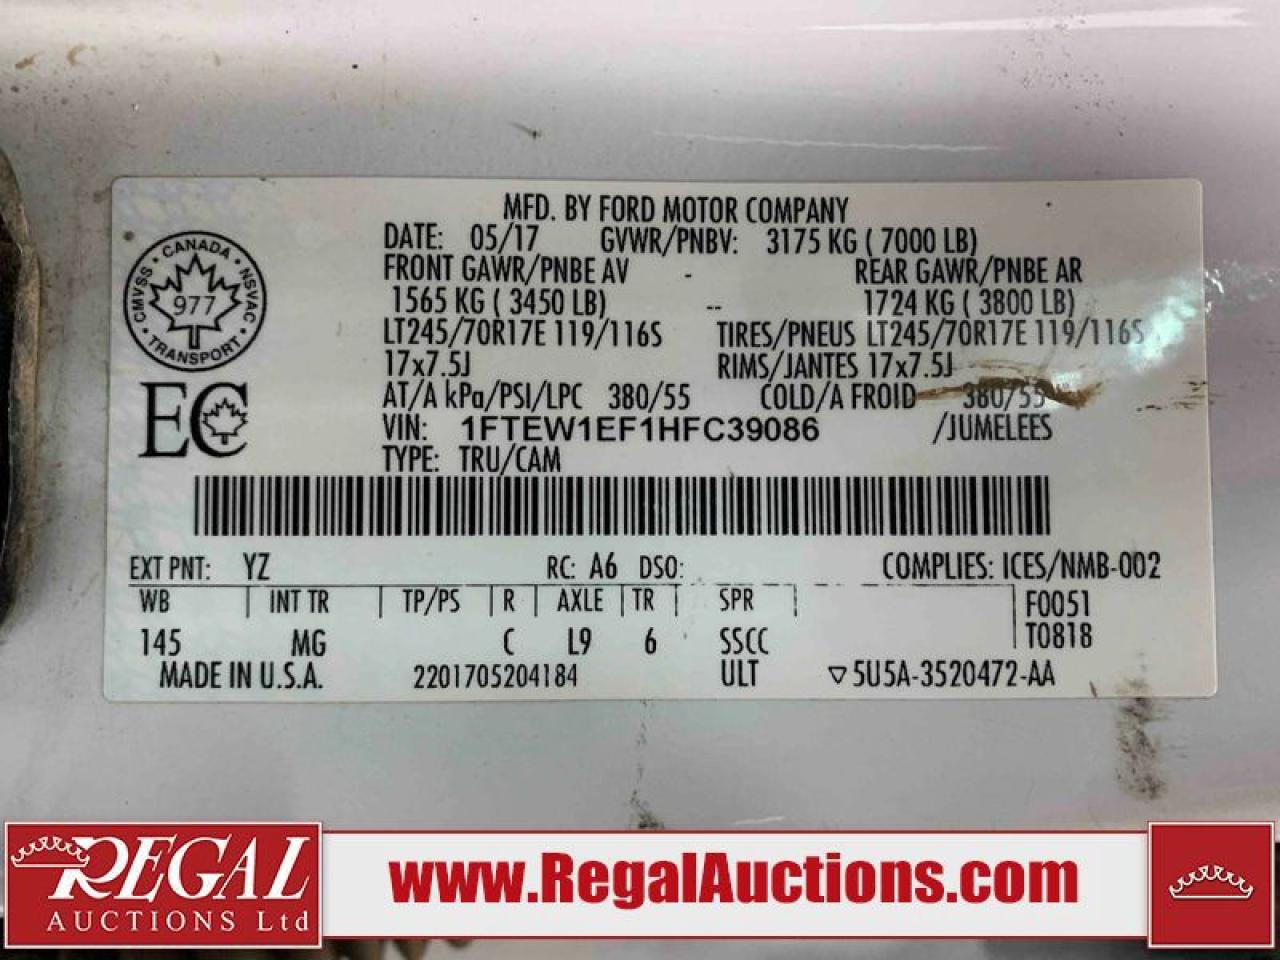 MFD. BY FORD MOTOR COMPANY
DATE: 05/17 GVWR/PNBV: 3175 KG ( 7000 LB)
FRONT GAWR/PNBE AV - REAR GAWR/PNBE AR
1565 KG ( 3450 LB) -- 1724 KG ( 3800 LB)
LT245/70R17E 119/116S TIRES/PNEUS LT245/70R17E 119/116S
17x7.5J RIMS/JANTES 17x7.5J
AT/A kPa/PSI/LPC 380/55 COLD/A FROID 380/55
VIN: 1FTEW1EF1HFC39086 /JUMELEES
TYPE: TRU/CAM
CANADA
CMVSS NSVAC
977
TRANSPORT
EC
EXT PNT: YZ RC: A6 DSO: COMPLIES: ICES/NMB-002
WB INT TR TP/PS R AXLE TR SPR F0051
145 MG C L9 6 SSCC T0818
MADE IN U.S.A. 2201705204184 ULT ▽5U5A-3520472-AA
REGAL
AUCTIONS Ltd
www.RegalAuctions.com